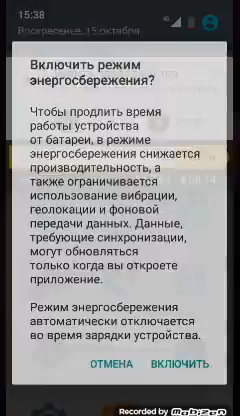 15:38
Воскресенье, 15 октября
Включить режим
энергосбережения?
Чтобы продлить время
работы устройства
от батареи, в режиме
энергосбережения снижается
производительность, а
также ограничивается
использование вибрации,
геолокации и фоновой
передачи данных. Данные,
требующие синхронизации,
могут обновляться
только когда вы откроете
приложение.
Режим энергосбережения
автоматически отключается
во время зарядки устройства.
ОТМЕНА ВКЛЮЧИТЬ
Recorded by Mobizen